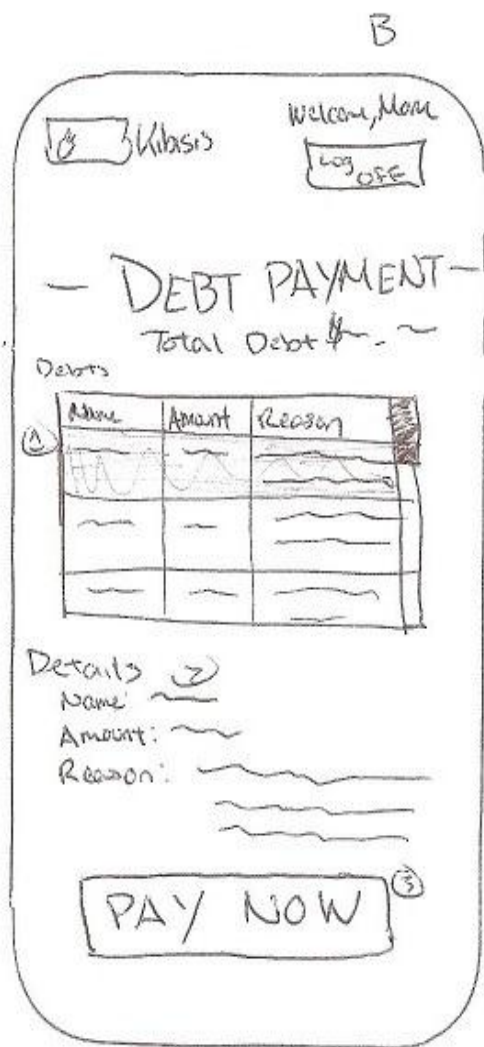 B
Welcome, Mom
Kibisis
Log
OFF
- DEBT PAYMENT -
Total Debt $ .
Debts
Name Amount Reason
1
Details 2
Name:
Amount:
Reason:
PAY NOW
3